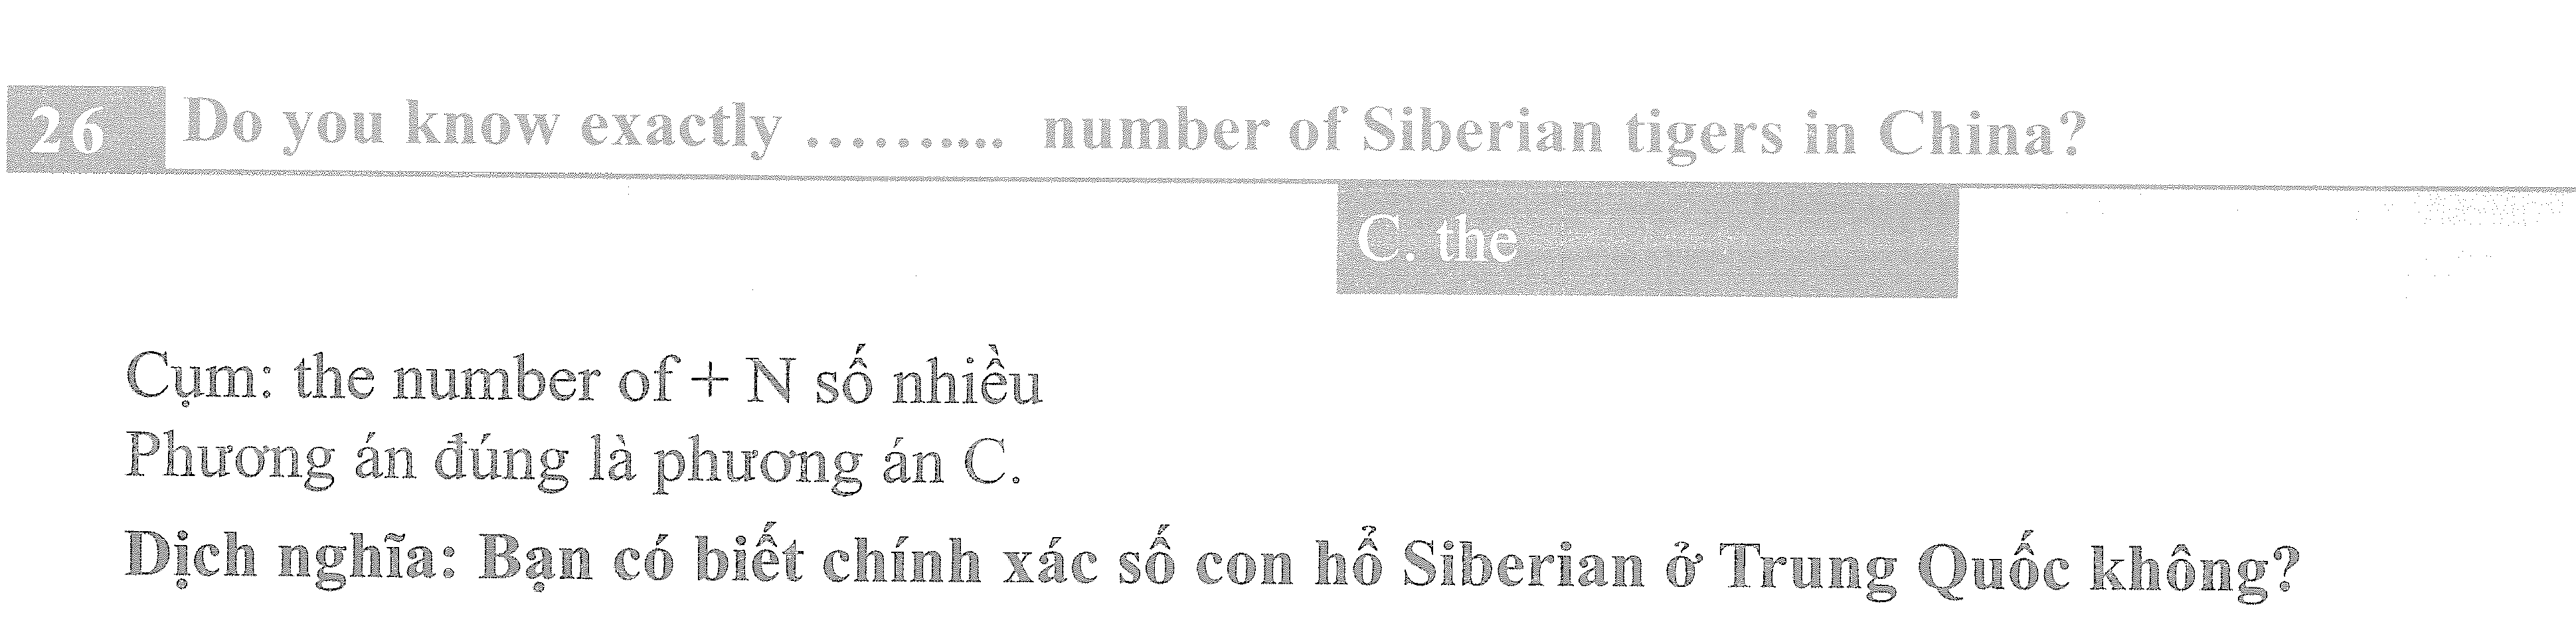 26 Do you know exactly .......... number of Siberian tigers in China?
C. the
Cụm: the number of + N số nhiều
Phương án đúng là phương án C.
Dịch nghĩa: Bạn có biết chính xác số con hổ Siberian ở Trung Quốc không?